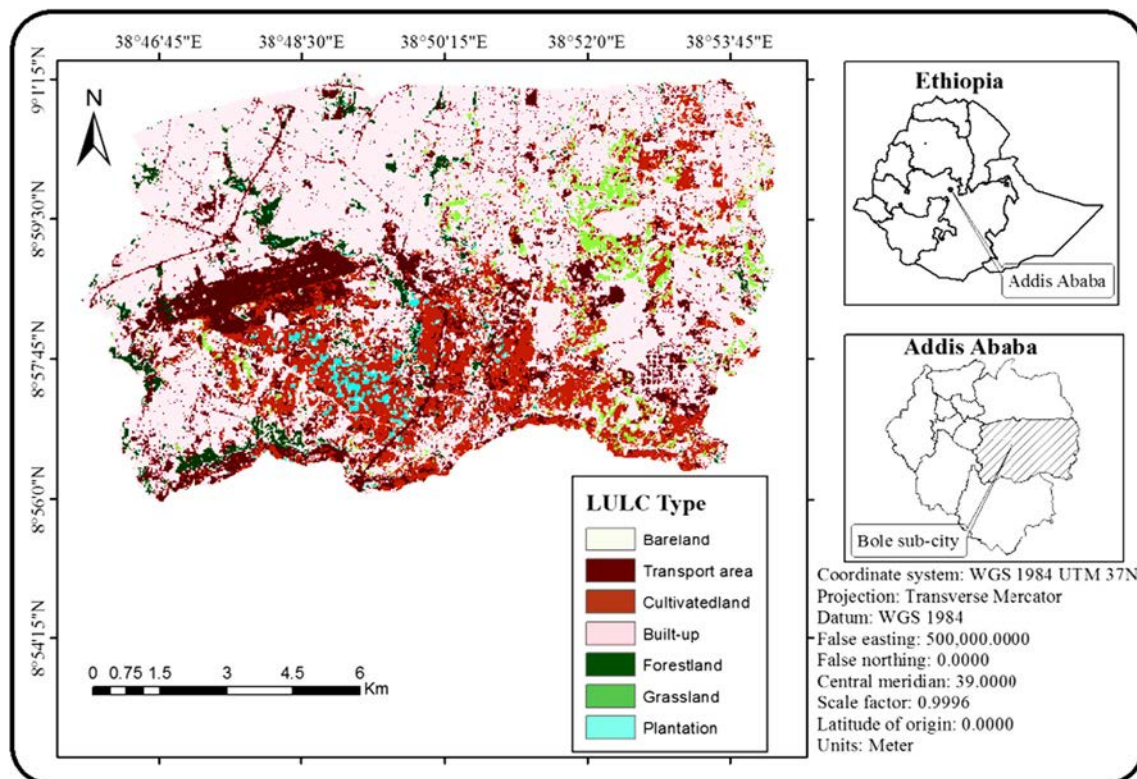 38°46'45"E 38°48'30"E 38°50'15"E 38°52'0"E 38°53'45"E
9°1'15"N
8°59'30"N
8°57'45"N
8°56'0"N
8°54'15"N
N
0 0.75 1.5 3 4.5 6
Km
LULC Type
Bareland
Transport area
Cultivatedland
Built-up
Forestland
Grassland
Plantation
Ethiopia
Addis Ababa
Addis Ababa
Bole sub-city
Coordinate system: WGS 1984 UTM 37N
Projection: Transverse Mercator
Datum: WGS 1984
False easting: 500,000.0000
False northing: 0.0000
Central meridian: 39.0000
Scale factor: 0.9996
Latitude of origin: 0.0000
Units: Meter